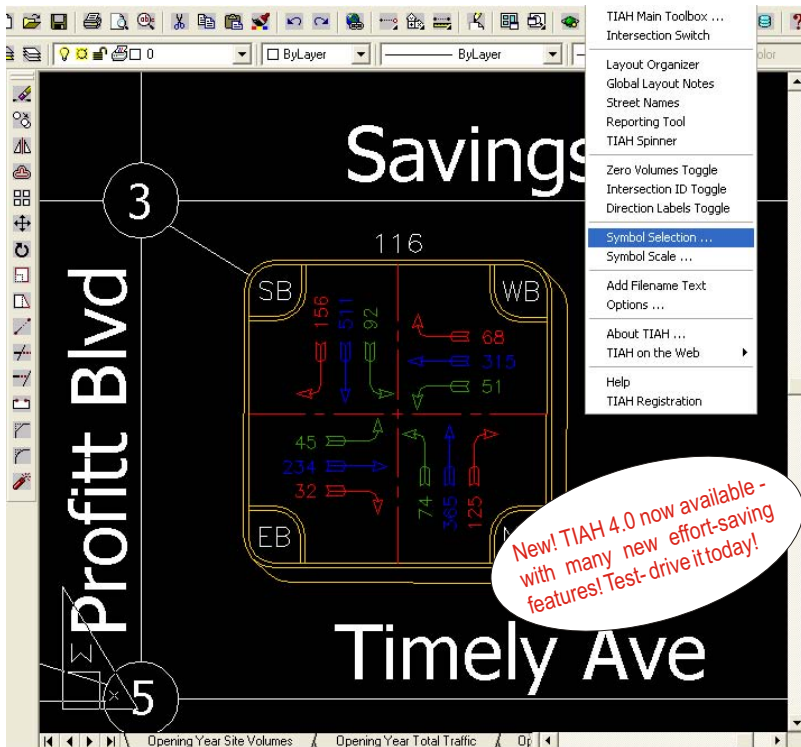 TIAH Main Toolbox ...
Intersection Switch
Layout Organizer
Global Layout Notes
Street Names
Reporting Tool
TIAH Spinner
Zero Volumes Toggle
Intersection ID Toggle
Direction Labels Toggle
Symbol Selection ...
Symbol Scale ...
Add Filename Text
Options ...
About TIAH ...
TIAH on the Web
Help
TIAH Registration
0
ByLayer
ByLayer
olor
Savings
3
116
SB
WB
156
511
92
68
315
51
Profitt Blvd
45
234
32
74
365
125
EB
N
New! TIAH 4.0 now available -
with many new effort-saving
features! Test- drive it today!
Timely Ave
5
Opening Year Site Volumes
Opening Year Total Traffic
Op